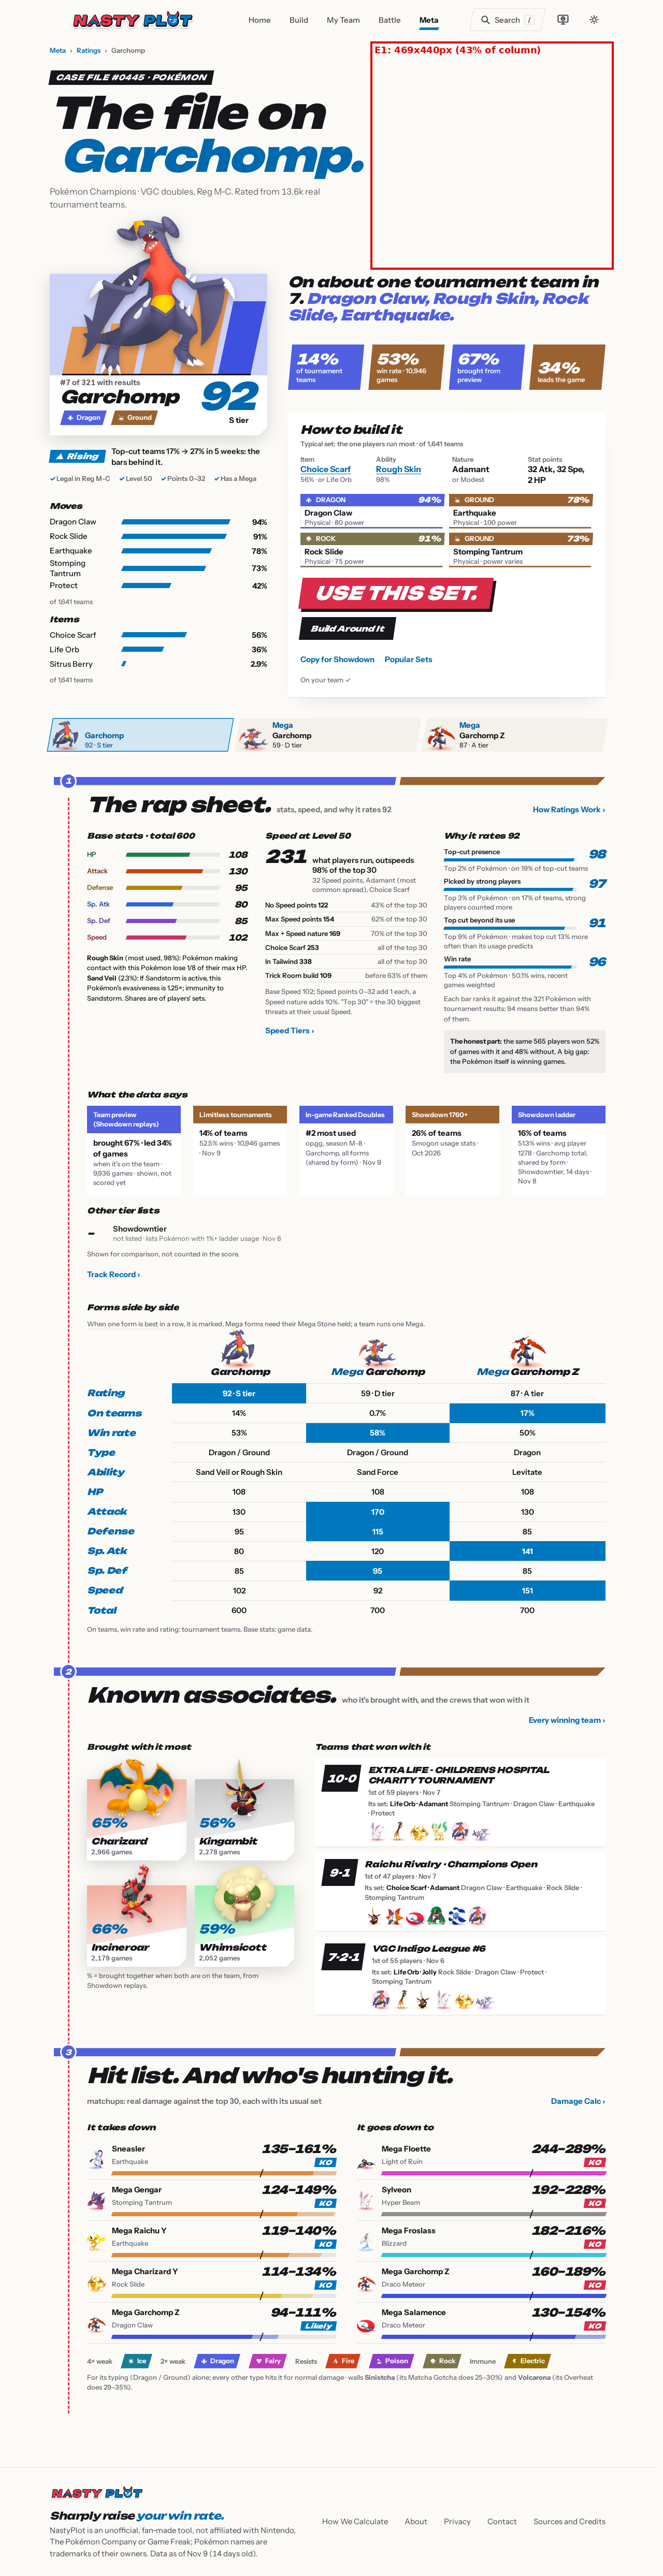 NASTY PLOT
Home
Build
My Team
Battle
Meta
Search /
Meta › Ratings › Garchomp
E1: 469x440px (43% of column)
CASE FILE #0445 · POKÉMON
The file on
Garchomp.
Pokémon Champions · VGC doubles, Reg M-C. Rated from 13.6k real
tournament teams.
#7 of 321 with results
Garchomp
92
S tier
Dragon
Ground
▲ Rising
Top-cut teams 17% → 27% in 5 weeks: the
bars behind it.
✓Legal in Reg M-C
✓Level 50
✓Points 0–32
✓Has a Mega
Moves
Dragon Claw 94%
Rock Slide 91%
Earthquake 78%
Stomping
Tantrum 73%
Protect 42%
of 1,641 teams
Items
Choice Scarf 56%
Life Orb 36%
Sitrus Berry 2.9%
of 1,641 teams
On about one tournament team in
7. Dragon Claw, Rough Skin, Rock
Slide, Earthquake.
14%
of tournament
teams
53%
win rate · 10,946
games
67%
brought from
preview
34%
leads the game
How to build it
Typical set: the one players run most · of 1,641 teams
Item
Choice Scarf
56% · or Life Orb
Ability
Rough Skin
98%
Nature
Adamant
or Modest
Stat points
32 Atk, 32 Spe,
2 HP
DRAGON 94%
Dragon Claw
Physical · 80 power
GROUND 78%
Earthquake
Physical · 100 power
ROCK 91%
Rock Slide
Physical · 75 power
GROUND 73%
Stomping Tantrum
Physical · power varies
USE THIS SET.
Build Around It
Copy for Showdown
Popular Sets
On your team ✓
Garchomp
92 · S tier
Mega
Garchomp
59 · D tier
Mega
Garchomp Z
87 · A tier
1
The rap sheet. stats, speed, and why it rates 92
How Ratings Work ›
Base stats · total 600
HP 108
Attack 130
Defense 95
Sp. Atk 80
Sp. Def 85
Speed 102
Rough Skin (most used, 98%): Pokémon making
contact with this Pokémon lose 1/8 of their max HP.
Sand Veil (2.3%): If Sandstorm is active, this
Pokémon's evasiveness is 1.25×; immunity to
Sandstorm. Shares are of players' sets.
Speed at Level 50
231 what players run, outspeeds
98% of the top 30
32 Speed points, Adamant (most
common spread), Choice Scarf
No Speed points 122 43% of the top 30
Max Speed points 154 62% of the top 30
Max + Speed nature 169 70% of the top 30
Choice Scarf 253 all of the top 30
In Tailwind 338 all of the top 30
Trick Room build 109 before 63% of them
Base Speed 102; Speed points 0–32 add 1 each, a
Speed nature adds 10%. "Top 30" = the 30 biggest
threats at their usual Speed.
Speed Tiers ›
Why it rates 92
Top-cut presence 98
Top 2% of Pokémon · on 19% of top-cut teams
Picked by strong players 97
Top 3% of Pokémon · on 17% of teams, strong
players counted more
Top cut beyond its use 91
Top 9% of Pokémon · makes top cut 13% more
often than its usage predicts
Win rate 96
Top 4% of Pokémon · 50.1% wins, recent
games weighted
Each bar ranks it against the 321 Pokémon with
tournament results: 94 means better than 94%
of them.
The honest part: the same 565 players won 52%
of games with it and 48% without. A big gap:
the Pokémon itself is winning games.
What the data says
Team preview
(Showdown replays)
brought 67% · led 34%
of games
when it's on the team ·
9,936 games · shown, not
scored yet
Limitless tournaments
14% of teams
52.5% wins · 10,946 games
· Nov 9
In-game Ranked Doubles
#2 most used
opgg, season M-8 ·
Garchomp, all forms
(shared by form) · Nov 9
Showdown 1760+
26% of teams
Smogon usage stats ·
Oct 2026
Showdown ladder
16% of teams
51.3% wins · avg player
1278 · Garchomp total,
shared by form ·
Showdowntier, 14 days ·
Nov 8
Other tier lists
–
Showdowntier
not listed · lists Pokémon with 1%+ ladder usage · Nov 8
Shown for comparison, not counted in the score.
Track Record ›
Forms side by side
When one form is best in a row, it is marked. Mega forms need their Mega Stone held; a team runs one Mega.
Garchomp
Mega Garchomp
Mega Garchomp Z
Rating 92 · S tier 59 · D tier 87 · A tier
On teams 14% 0.7% 17%
Win rate 53% 58% 50%
Type Dragon / Ground Dragon / Ground Dragon
Ability Sand Veil or Rough Skin Sand Force Levitate
HP 108 108 108
Attack 130 170 130
Defense 95 115 85
Sp. Atk 80 120 141
Sp. Def 85 95 85
Speed 102 92 151
Total 600 700 700
On teams, win rate and rating: tournament teams. Base stats: game data.
2
Known associates. who it's brought with, and the crews that won with it
Every winning team ›
Brought with it most
65%
Charizard
2,966 games
56%
Kingambit
2,278 games
66%
Incineroar
2,179 games
59%
Whimsicott
2,052 games
% = brought together when both are on the team, from
Showdown replays.
Teams that won with it
10-0
EXTRA LIFE - CHILDRENS HOSPITAL
CHARITY TOURNAMENT
1st of 59 players · Nov 7
Its set: Life Orb · Adamant Stomping Tantrum · Dragon Claw · Earthquake
· Protect
9-1
Raichu Rivalry · Champions Open
1st of 47 players · Nov 7
Its set: Choice Scarf · Adamant Dragon Claw · Earthquake · Rock Slide ·
Stomping Tantrum
7-2-1
VGC Indigo League #6
1st of 55 players · Nov 6
Its set: Life Orb · Jolly Rock Slide · Dragon Claw · Protect ·
Stomping Tantrum
3
Hit list. And who's hunting it.
matchups: real damage against the top 30, each with its usual set
Damage Calc ›
It takes down
Sneasler 135–161%
Earthquake KO
Mega Gengar 124–149%
Stomping Tantrum KO
Mega Raichu Y 119–140%
Earthquake KO
Mega Charizard Y 114–134%
Rock Slide KO
Mega Garchomp Z 94–111%
Dragon Claw Likely
It goes down to
Mega Floette 244–289%
Light of Ruin KO
Sylveon 192–228%
Hyper Beam KO
Mega Froslass 182–216%
Blizzard KO
Mega Garchomp Z 160–189%
Draco Meteor KO
Mega Salamence 130–154%
Draco Meteor KO
4× weak Ice 2× weak Dragon Fairy Resists Fire Poison Rock Immune Electric
For its typing (Dragon / Ground) alone; every other type hits it for normal damage · walls Sinistcha (its Matcha Gotcha does 25–30%) and Volcarona (its Overheat
does 29–35%).
NASTY PLOT
Sharply raise your win rate.
NastyPlot is an unofficial, fan-made tool, not affiliated with Nintendo,
The Pokémon Company or Game Freak; Pokémon names are
trademarks of their owners. Data as of Nov 9 (14 days old).
How We Calculate
About
Privacy
Contact
Sources and Credits